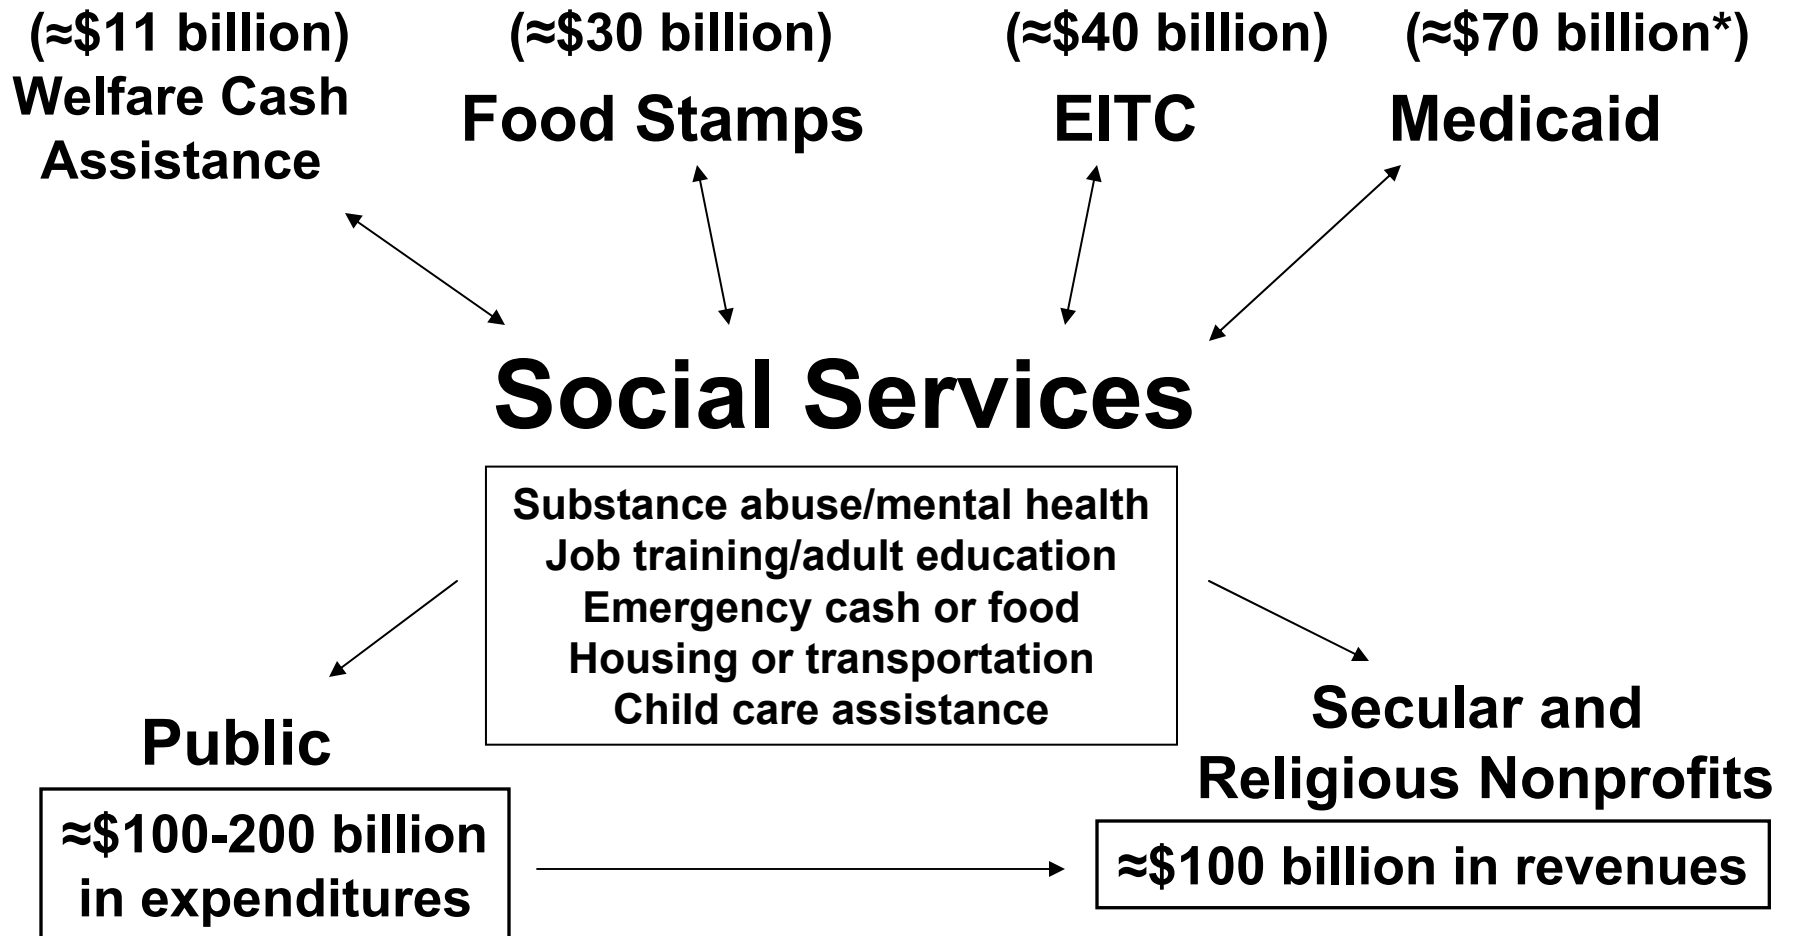 (≈$11 billion)
Welfare Cash
Assistance
(≈$30 billion)
Food Stamps
(≈$40 billion)
EITC
(≈$70 billion*)
Medicaid
Social Services
Substance abuse/mental health
Job training/adult education
Emergency cash or food
Housing or transportation
Child care assistance
Public
≈$100-200 billion
in expenditures
Secular and
Religious Nonprofits
≈$100 billion in revenues